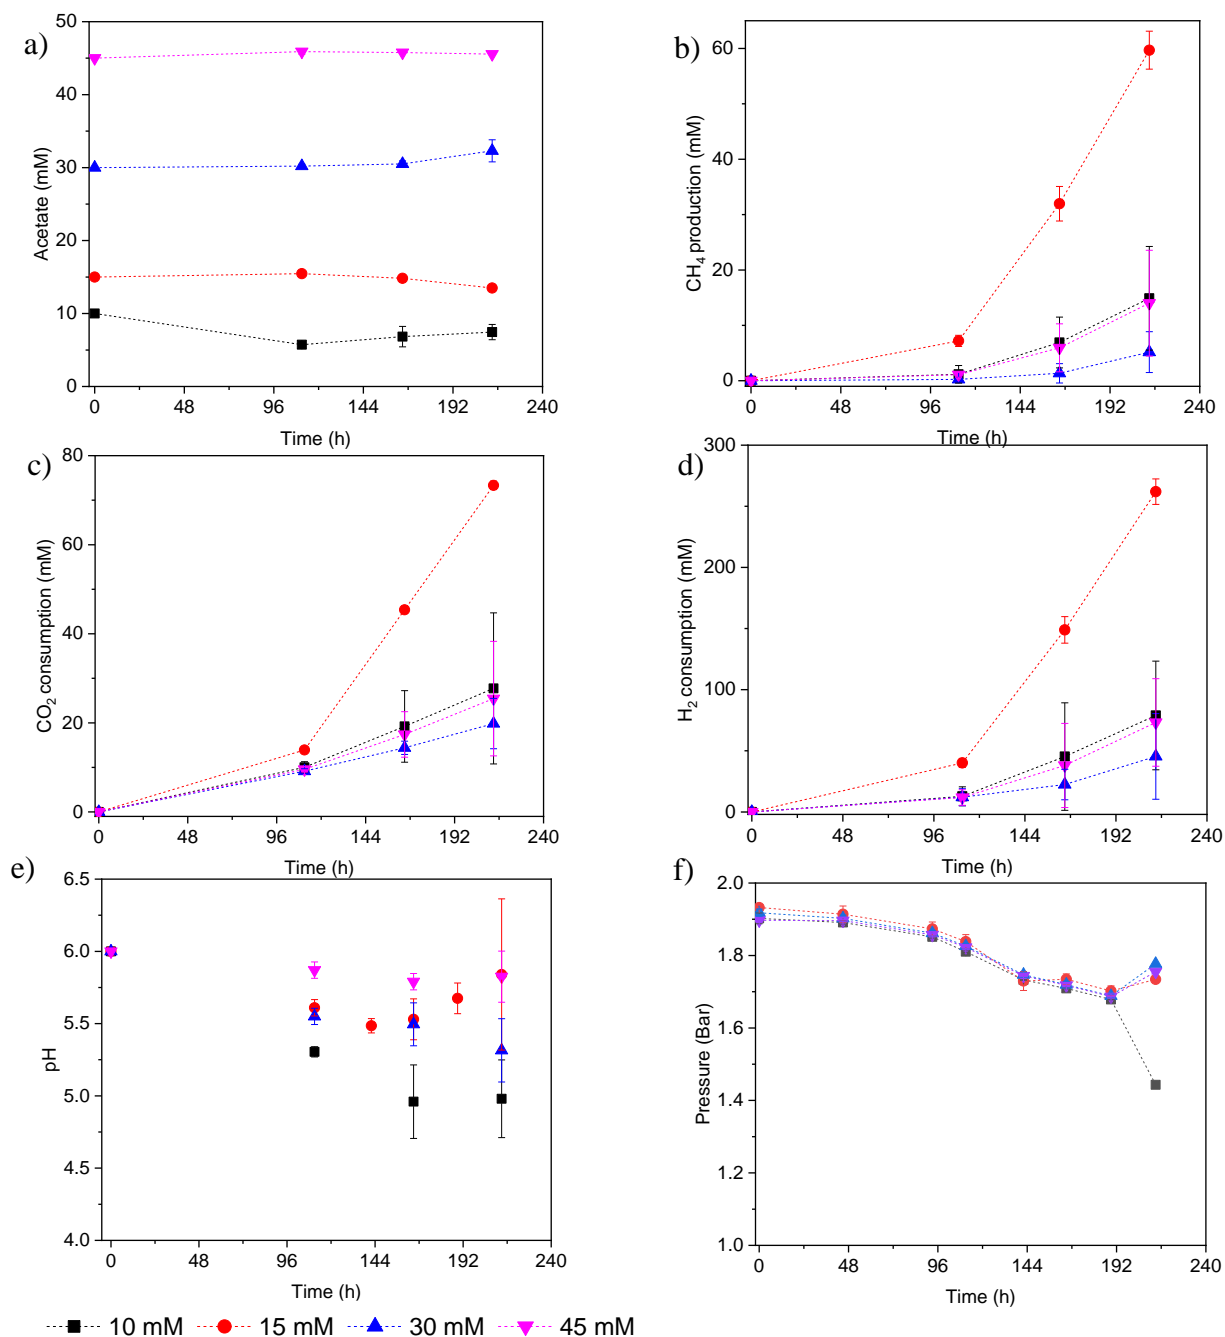 a)
50
40
30
20
10
0
Acetate (mM)
0 48 96 144 192 240
Time (h)
b)
60
40
20
0
CH₄ production (mM)
0 48 96 144 192 240
Time (h)
c)
80
60
40
20
0
CO₂ consumption (mM)
0 48 96 144 192 240
Time (h)
d)
300
200
100
0
H₂ consumption (mM)
0 48 96 144 192 240
Time (h)
e)
6.5
6.0
5.5
5.0
4.5
4.0
pH
0 48 96 144 192 240
Time (h)
f)
2.0
1.8
1.6
1.4
1.2
1.0
Pressure (Bar)
0 48 96 144 192 240
Time (h)
10 mM 15 mM 30 mM 45 mM